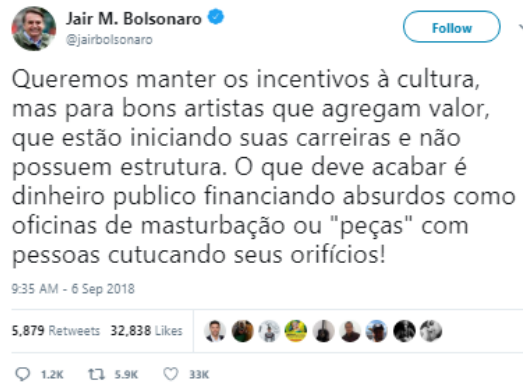 Jair M. Bolsonaro
@jairbolsonaro
Follow
Queremos manter os incentivos à cultura,
mas para bons artistas que agregam valor,
que estão iniciando suas carreiras e não
possuem estrutura. O que deve acabar é
dinheiro publico financiando absurdos como
oficinas de masturbação ou "peças" com
pessoas cutucando seus orifícios!
9:35 AM - 6 Sep 2018
5,879 Retweets 32,838 Likes
1.2K 5.9K 33K